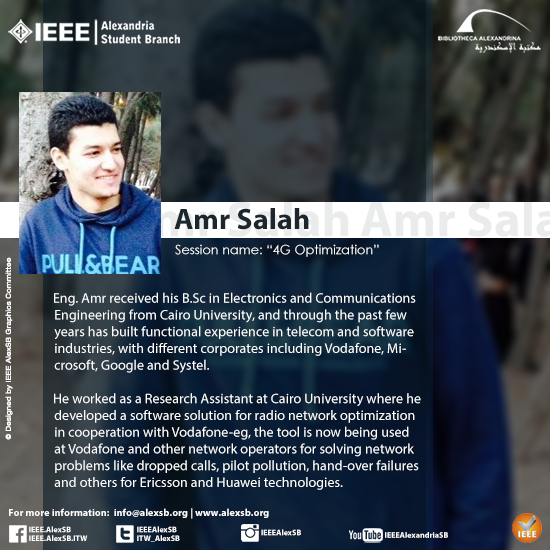 IEEE | Alexandria
Student Branch
BIBLIOTHECA ALEXANDRINA
مكتبة الإسكندرية
Amr Salah Amr Salah Amr Sala
Amr Salah
Session name: “4G Optimization”
PULL&BEAR
Eng. Amr received his B.Sc in Electronics and Communications
Engineering from Cairo University, and through the past few
years has built functional experience in telecom and software
industries, with different corporates including Vodafone, Mi-
crosoft, Google and Systel.
He worked as a Research Assistant at Cairo University where he
developed a software solution for radio network optimization
in cooperation with Vodafone-eg, the tool is now being used
at Vodafone and other network operators for solving network
problems like dropped calls, pilot pollution, hand-over failures
and others for Ericsson and Huawei technologies.
© Designed by IEEE AlexSB Graphics Committee
For more information: info@alexsb.org | www.alexsb.org
IEEE.AlexSB
IEEE.AlexSB.ITW
IEEEAlexSB
ITW_AlexSB
IEEEAlexSB
YouTube IEEEAlexandriaSB
IEEE